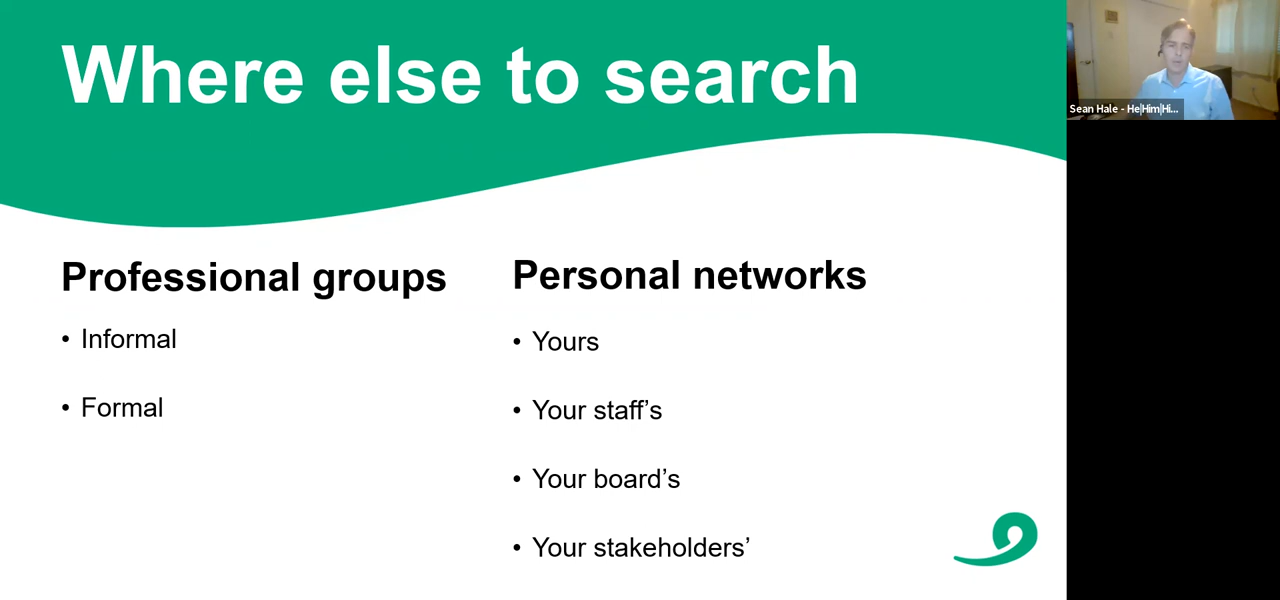 Where else to search
Sean Hale - He|Him|Hi...
Professional groups
• Informal
• Formal
Personal networks
• Yours
• Your staff’s
• Your board’s
• Your stakeholders’